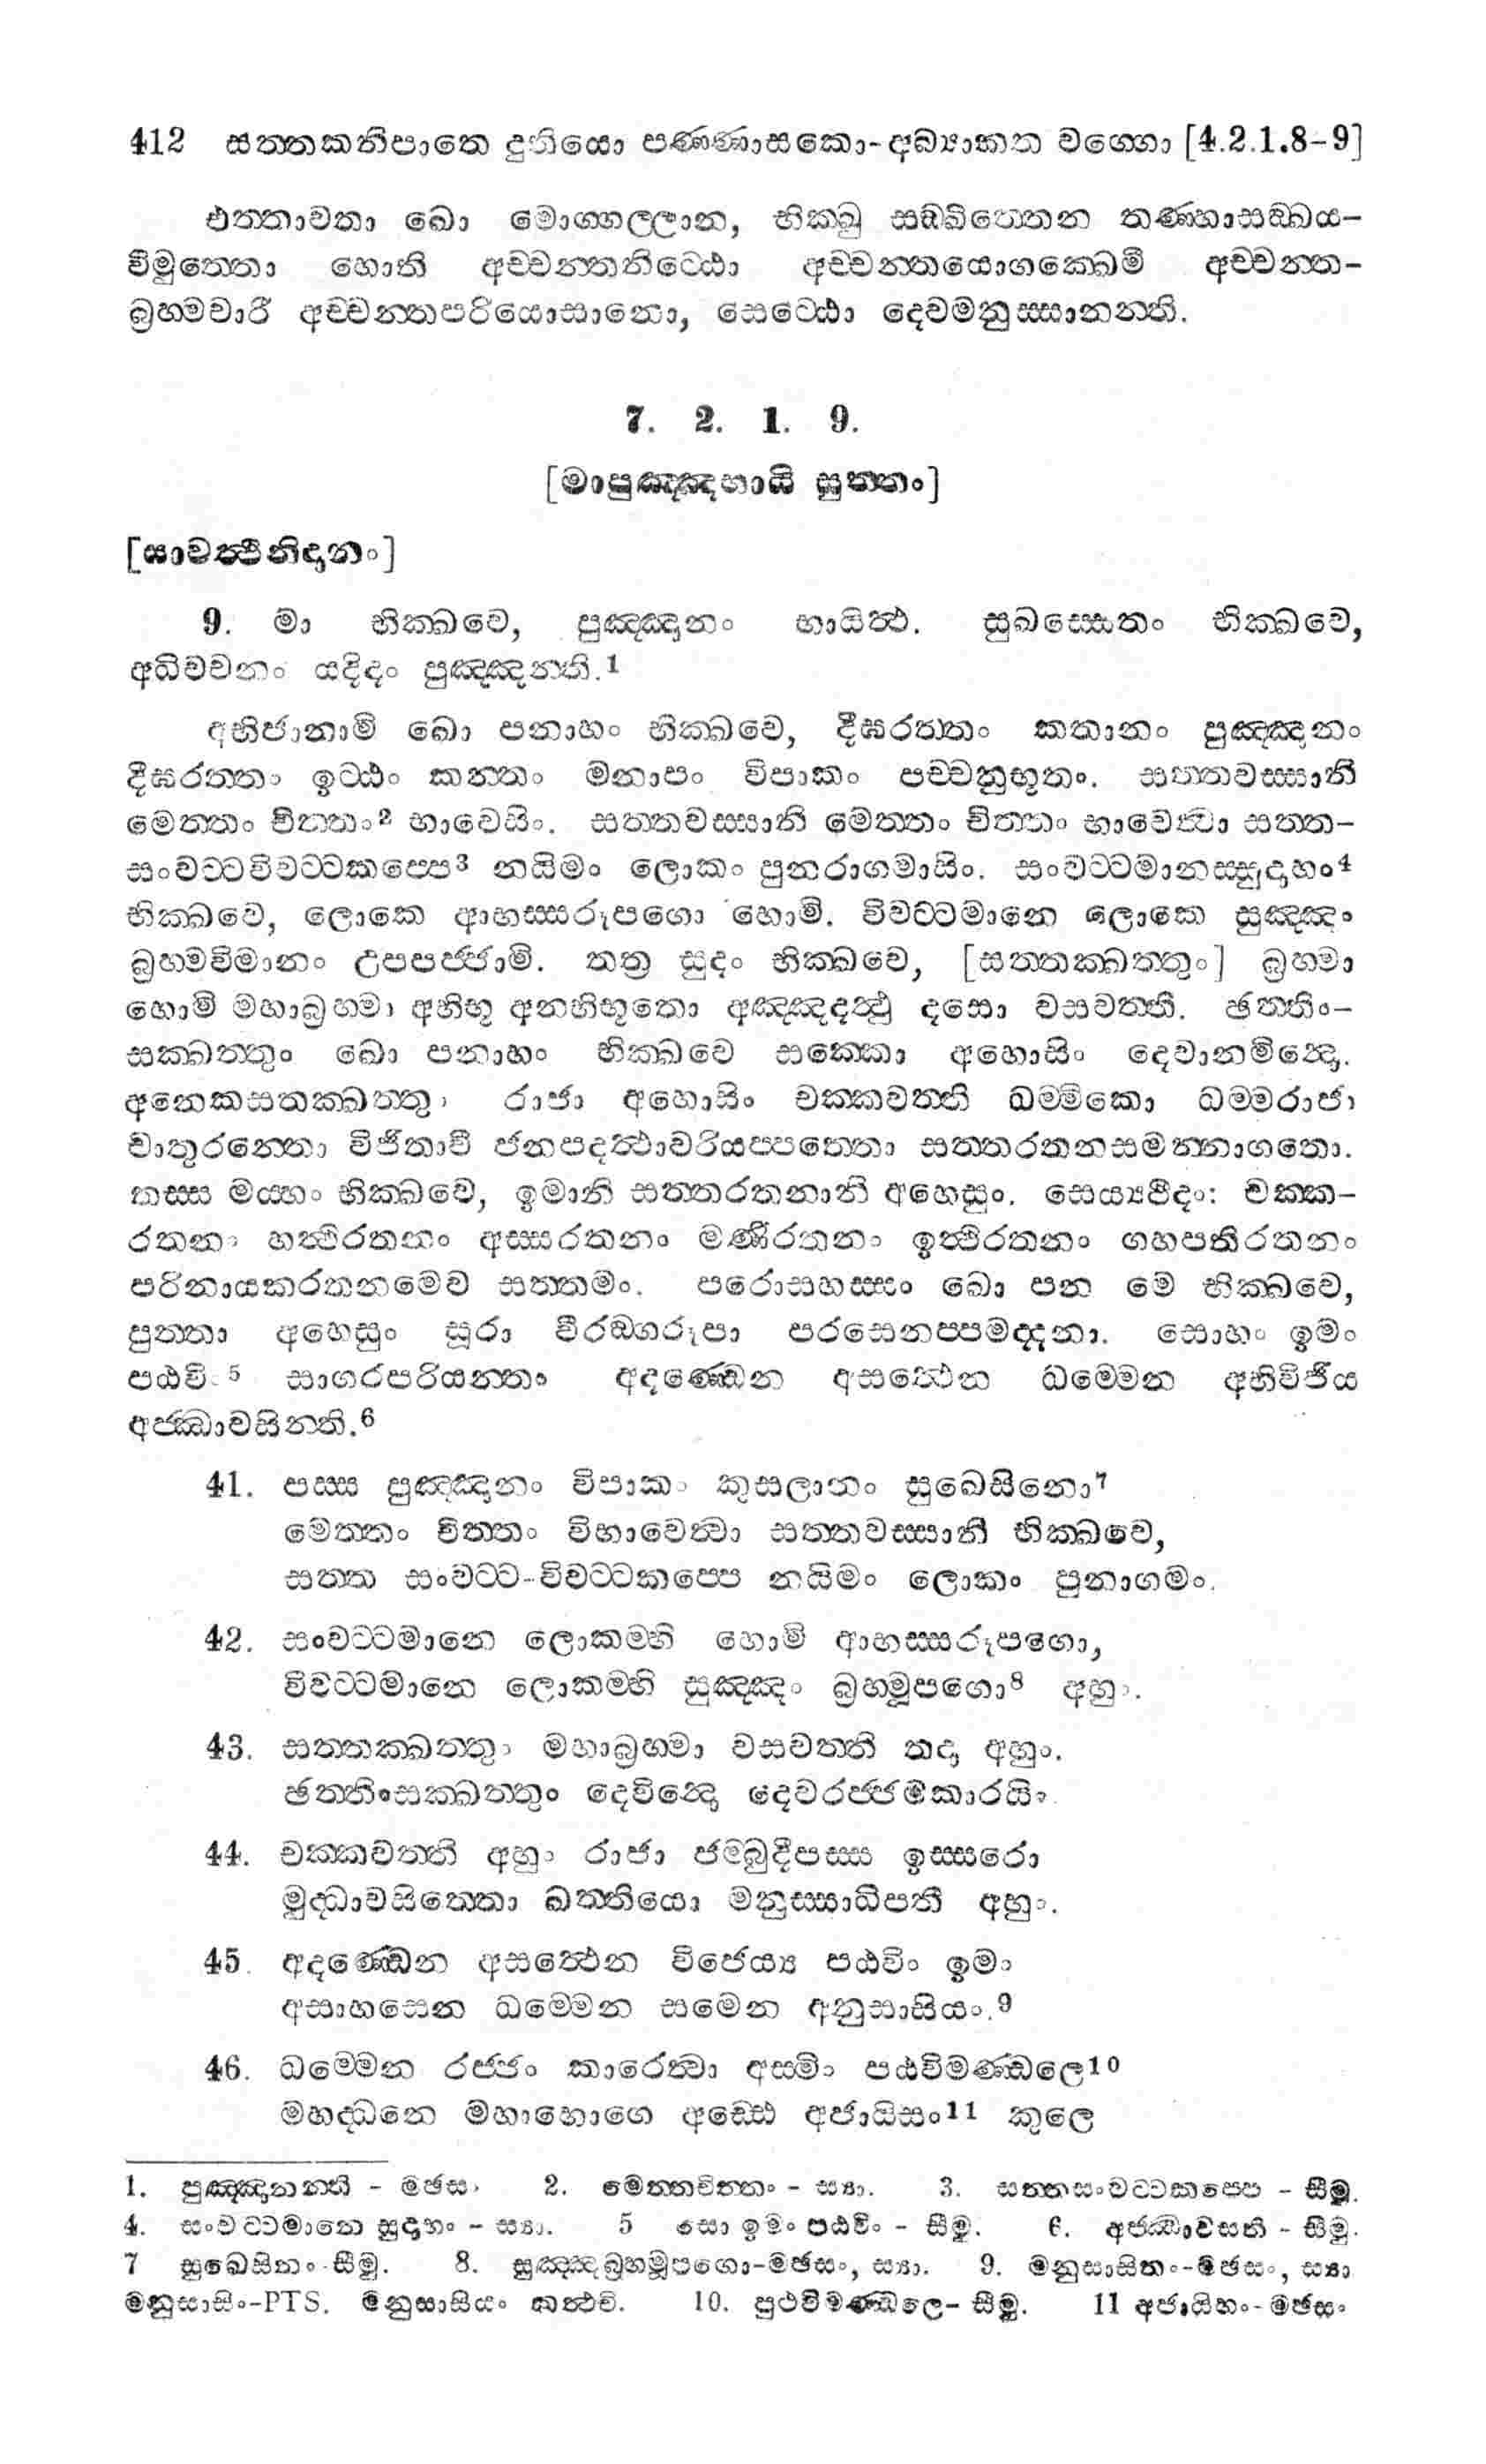 412 සත්තකනිපාතෙ දුතියො පණ්ණාසකො-අබ්‍යාකත වග්ගො [4.2.1.8-9]
එත්තාවතා ඛො මොග්ගල්ලාන, භික්ඛු සඞ්ඛිත්තෙන තණ්හාසඞ්ඛය-
විමුත්තො හොති අච්චන්තනිට්ඨො අච්චන්තයොගක්ඛෙමී අච්චන්ත-
බ්‍රහ්මචාරී අච්චන්තපරියොසානො, සෙට්ඨො දෙවමනුස්සානන්ති.
7. 2. 1. 9.
[මාපුඤ්ඤභායි සුත්තං]
[සාවත්ථිනිදානං]
9. මා භික්ඛවෙ, පුඤ්ඤානං භායිත්ථ. සුඛස්සෙතං භික්ඛවෙ,
අධිවචනං යදිදං පුඤ්ඤන්ති.1
අභිජානාමි ඛො පනාහං භික්ඛවෙ, දීඝරත්තං කතානං පුඤ්ඤානං
දීඝරත්තං ඉට්ඨං කන්තං මනාපං විපාකං පච්චනුභූතං. සත්තවස්සානි
මෙත්තං චිත්තං2 භාවෙසිං. සත්තවස්සානි මෙත්තං චිත්තං භාවෙත්‍වා සත්ත-
සංවට්ටවිවට්ටකප්පෙ3 නයිමං ලොකං පුනරාගමාසිං. සංවට්ටමානස්සුදාහං4
භික්ඛවෙ, ලොකෙ ආභස්සරූපගො හොමි. විවට්ටමානෙ ලොකෙ සුඤ්ඤං
බ්‍රහ්මවිමානං උපපජ්ජාමි. තත්‍ර සුදං භික්ඛවෙ, [සත්තක්ඛත්තුං] බ්‍රහ්මා
හොමි මහාබ්‍රහ්මා අභිභූ අනභිභූතො අඤ්ඤදත්ථු දසො වසවත්තී. ඡත්තිං-
සක්ඛත්තුං ඛො පනාහං භික්ඛවෙ සක්කො අහොසිං දෙවානමින්‍දො.
අනෙකසතක්ඛත්තුං රාජා අහොසිං චක්කවත්ති ධම්මිකො ධම්මරාජා
චාතුරන්තො විජිතාවී ජනපදත්ථාවරියප්පත්තො සත්තරතනසමන්නාගතො.
තස්ස මය්හං භික්ඛවෙ, ඉමානි සත්තරතනානි අහෙසුං. සෙය්‍යථීදං: චක්ක-
රතනං හත්ථිරතනං අස්සරතනං මණිරතනං ඉත්ථිරතනං ගහපතිරතනං
පරිනායකරතනමෙව සත්තමං. පරොසහස්සං ඛො පන මෙ භික්ඛවෙ,
පුත්තා අහෙසුං සූරා වීරඞ්ගරූපා පරසෙනප්පමද්දනා. සොහං ඉමං
පඨවිං5 සාගරපරියන්තං අදණ්ඩෙන අසත්ථෙන ධම්මෙන අභිවිජිය
අජ්ඣාවසින්ති.6
41. පස්ස පුඤ්ඤානං විපාකං කුසලානං සුඛෙසිනො7
මෙත්තං චිත්තං විභාවෙත්‍වා සත්තවස්සානි භික්ඛවෙ,
සත්ත සංවට්ට-විවට්ටකප්පෙ නයිමං ලොකං පුනාගමං.
42. සංවට්ටමානෙ ලොකම්හි හොමි ආභස්සරූපගො,
විවට්ටමානෙ ලොකම්හි සුඤ්ඤං බ්‍රහ්මූපගො8 අහුං.
43. සත්තක්ඛත්තුං මහාබ්‍රහ්මා වසවත්තී තදා අහුං.
ඡත්තිංසක්ඛත්තුං දෙවින්‍දො දෙවරජ්ජමකාරයිං.
44. චක්කවත්ති අහුං රාජා ජම්බුදීපස්ස ඉස්සරො
මුද්ධාවසිත්තො ඛත්තියො මනුස්සාධිපතී අහුං.
45. අදණ්ඩෙන අසත්ථෙන විජෙය්‍ය පඨවිං ඉමං
අසාහසෙන ධම්මෙන සමෙන අනුසාසියං.9
46. ධම්මෙන රජ්ජං කාරෙත්‍වා අස්මිං පඨවිමණ්ඩලෙ10
මහද්ධනෙ මහාභොගෙ අඩ්ඪෙ අජායිසං11 කුලෙ
1. පුඤ්ඤානන්ති - මඡසං 2. මෙත්තචිත්තං - ස්‍යා. 3. සත්තසංවට්ටකප්පෙ - සීමු.
4. සංවට්ටමානෙ සුදාහං - ස්‍යා. 5 සො ඉමං පඨවිං - සීමු. 6. අජ්ඣාවසති - සීමු.
7 සුඛෙසිනං-සීමු. 8. සුඤ්ඤබ්‍රහ්මූපගො-මඡසං, ස්‍යා. 9. මනුසාසිතං-මඡසං, ස්‍යා
මනුසාසිං-PTS. මනුසාසියං කත්ථචි. 10. පුථවිමණ්ඩලෙ- සීමු. 11 අජායිහං-මඡසං